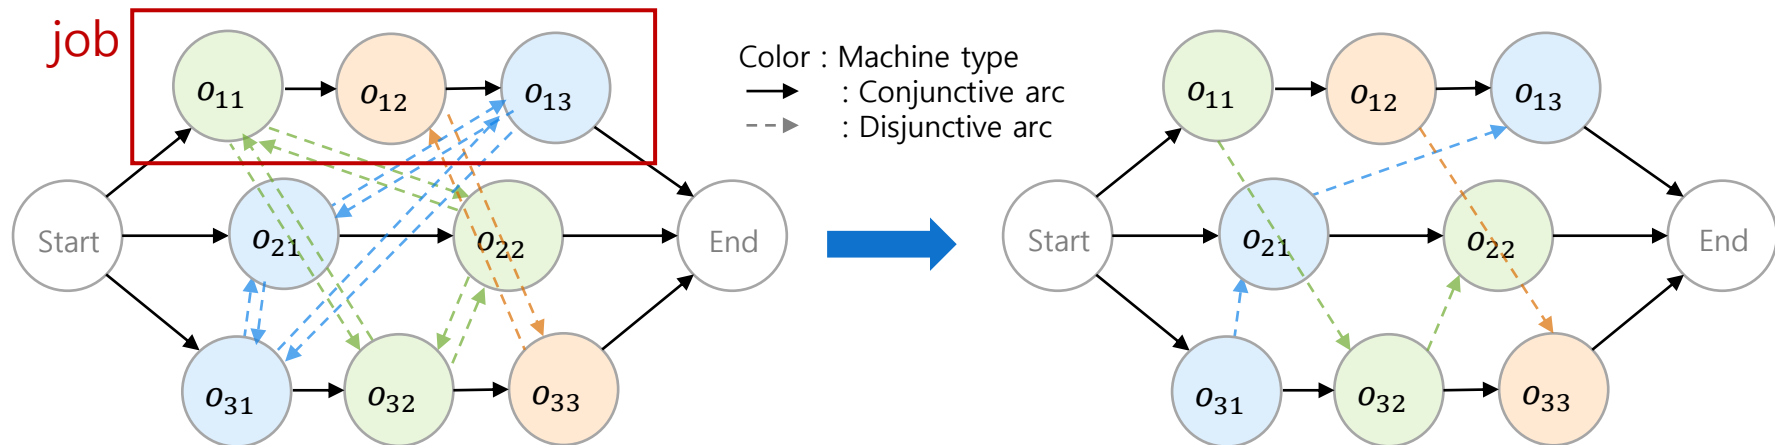 job
Color : Machine type
: Conjunctive arc
: Disjunctive arc
o₁₁ o₁₂ o₁₃
Start o₂₁ o₂₂ End
o₃₁ o₃₂ o₃₃
o₁₁ o₁₂ o₁₃
Start o₂₁ o₂₂ End
o₃₁ o₃₂ o₃₃